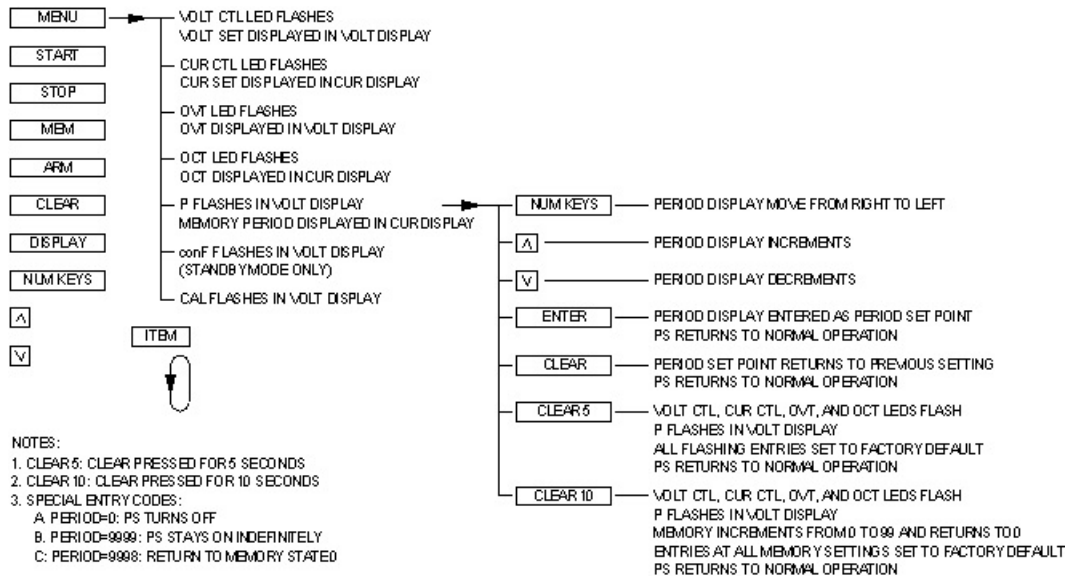 MENU
VOLT CTL LED FLASHES
VOLT SET DISPLAYED IN VOLT DISPLAY
START
CUR CTL LED FLASHES
CUR SET DISPLAYED IN CUR DISPLAY
STOP
OVT LED FLASHES
OVT DISPLAYED IN VOLT DISPLAY
MEM
OCT LED FLASHES
OCT DISPLAYED IN CUR DISPLAY
ARM
CLEAR
P FLASHES IN VOLT DISPLAY
MEMORY PERIOD DISPLAYED IN CUR DISPLAY
DISPLAY
conF FLASHES IN VOLT DISPLAY
(STANDBY MODE ONLY)
NUM KEYS
CAL FLASHES IN VOLT DISPLAY
Λ
V
ITEM
NUM KEYS
PERIOD DISPLAY MOVE FROM RIGHT TO LEFT
Λ
PERIOD DISPLAY INCREMENTS
V
PERIOD DISPLAY DECREMENTS
ENTER
PERIOD DISPLAY ENTERED AS PERIOD SET POINT
PS RETURNS TO NORMAL OPERATION
CLEAR
PERIOD SET POINT RETURNS TO PREVIOUS SETTING
PS RETURNS TO NORMAL OPERATION
CLEAR 5
VOLT CTL, CUR CTL, OVT, AND OCT LEDS FLASH
P FLASHES IN VOLT DISPLAY
ALL FLASHING ENTRIES SET TO FACTORY DEFAULT
PS RETURNS TO NORMAL OPERATION
CLEAR 10
VOLT CTL, CUR CTL, OVT, AND OCT LEDS FLASH
P FLASHES IN VOLT DISPLAY
MEMORY INCREMENTS FROM 0 TO 99 AND RETURNS TO 0
ENTRIES AT ALL MEMORY SETTINGS SET TO FACTORY DEFAULT
PS RETURNS TO NORMAL OPERATION
NOTES:
1. CLEAR 5: CLEAR PRESSED FOR 5 SECONDS
2. CLEAR 10: CLEAR PRESSED FOR 10 SECONDS
3. SPECIAL ENTRY CODES:
A. PERIOD=0: PS TURNS OFF
B. PERIOD=9999: PS STAYS ON INDEFINITELY
C: PERIOD=9998: RETURN TO MEMORY STATE 0